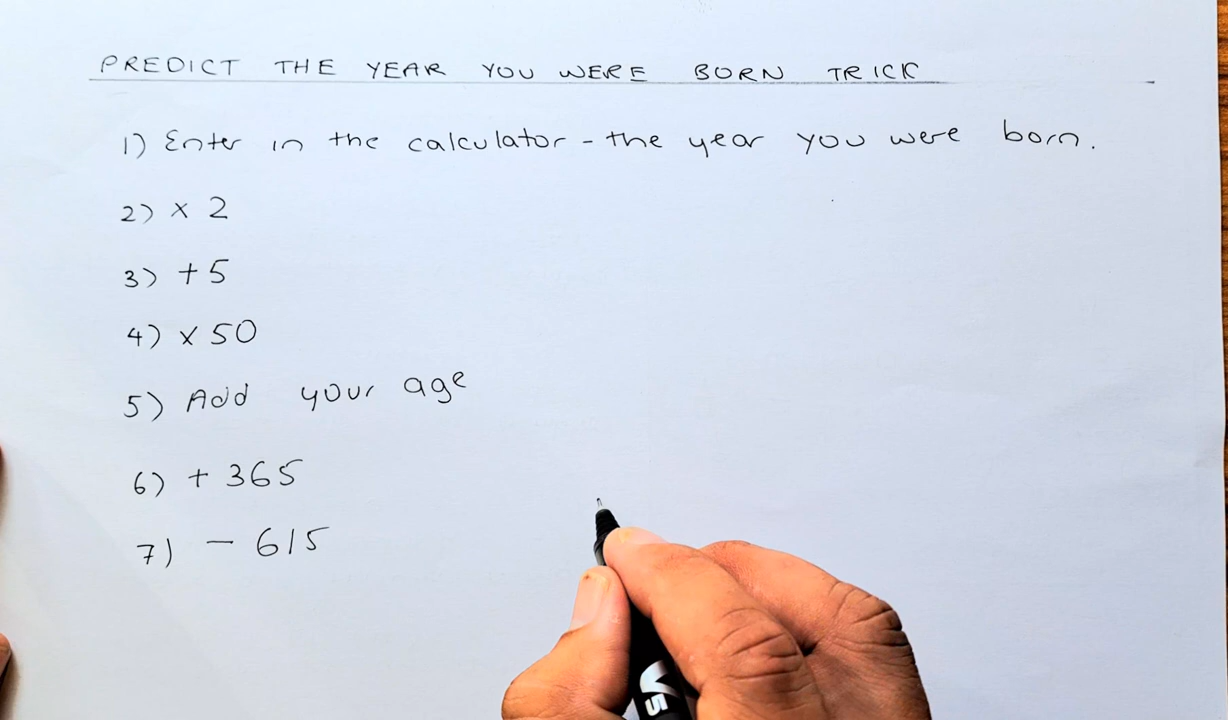 PREDICT THE YEAR YOU WERE BORN TRICK
1) Enter in the calculator - the year you were born.
2) × 2
3) + 5
4) × 50
5) Add your age
6) + 365
7) - 615
V5